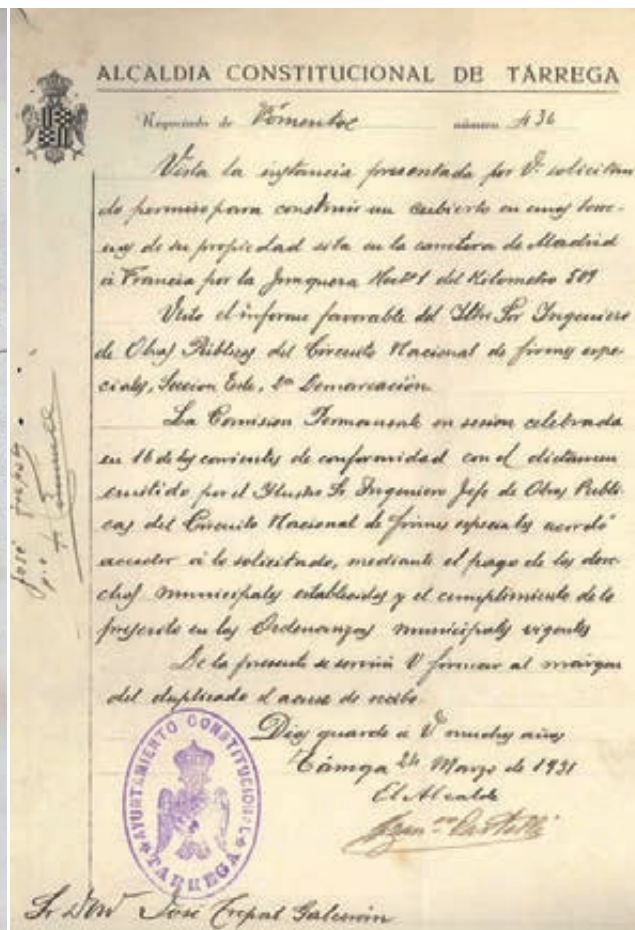 ALCALDIA CONSTITUCIONAL DE TÁRREGA
Negociado de Fomento número 436
Vista la instancia presentada por V. solicitan
do permiso para construir un cubierto en unos terre-
nos de su propiedad sita en la carretera de Madrid
á Francia por la Junquera Hect. 1 del Kilometro 509
Visto el informe favorable del Iltre Sr Ingeniero
de Obras Públicas del Circuito Nacional de firmes espe-
ciales, Seccion Este, 2ª Demarcación.
La Comision Permanente en sesion celebrada
en 16 de los corrientes de conformidad con el dictamen
emitido por el Ilustre Sr Ingeniero Jefe de Obras Publi-
cas del Circuito Nacional de firmes especiales acordó
acceder á lo solicitado, mediante el pago de los dere-
chos municipales establecidos y el cumplimiento de lo
prescrito en las Ordenanzas municipales vigentes
De la presente se servirá V firmar al margen
del duplicado el acuse de recibo.
Dios guarde á V muchos años
Tárrega 24 Marzo de 1931
El Alcalde
AYUNTAMIENTO CONSTITUCIONAL
TARREGA
Sr Don José Trepat Galcerán
José Trepat